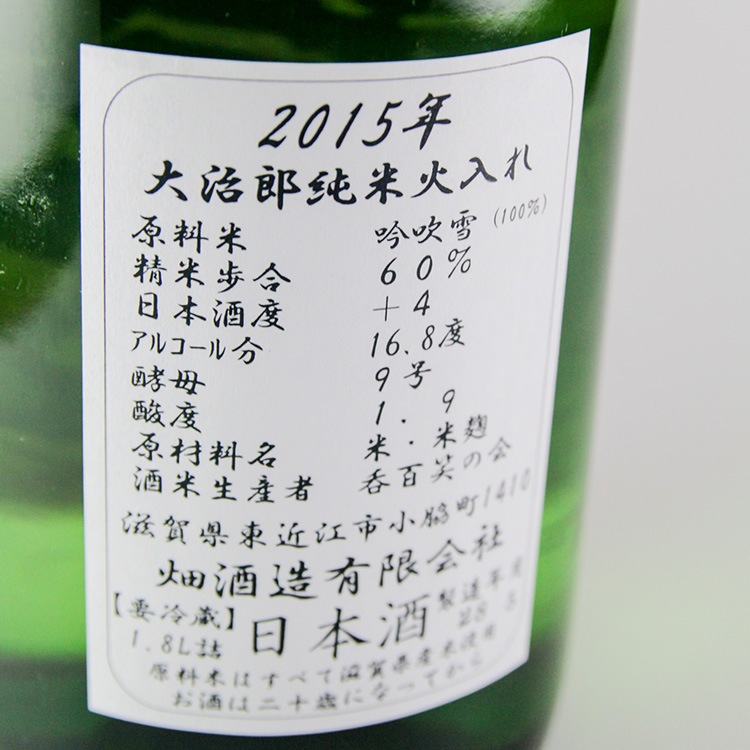 2015年
大治郎純米火入れ
原料米 吟吹雪(100%)
精米歩合 60%
日本酒度 +4
アルコール分 16.8度
酵母 9号
酸度 1.9
原材料名 米・米麹
酒米生産者 呑百笑の会
滋賀県東近江市小脇町1410
畑酒造有限会社
【要冷蔵】 日本酒 製造年度
1.8L詰 28
原料米はすべて滋賀県産米使用
お酒は二十歳になってから